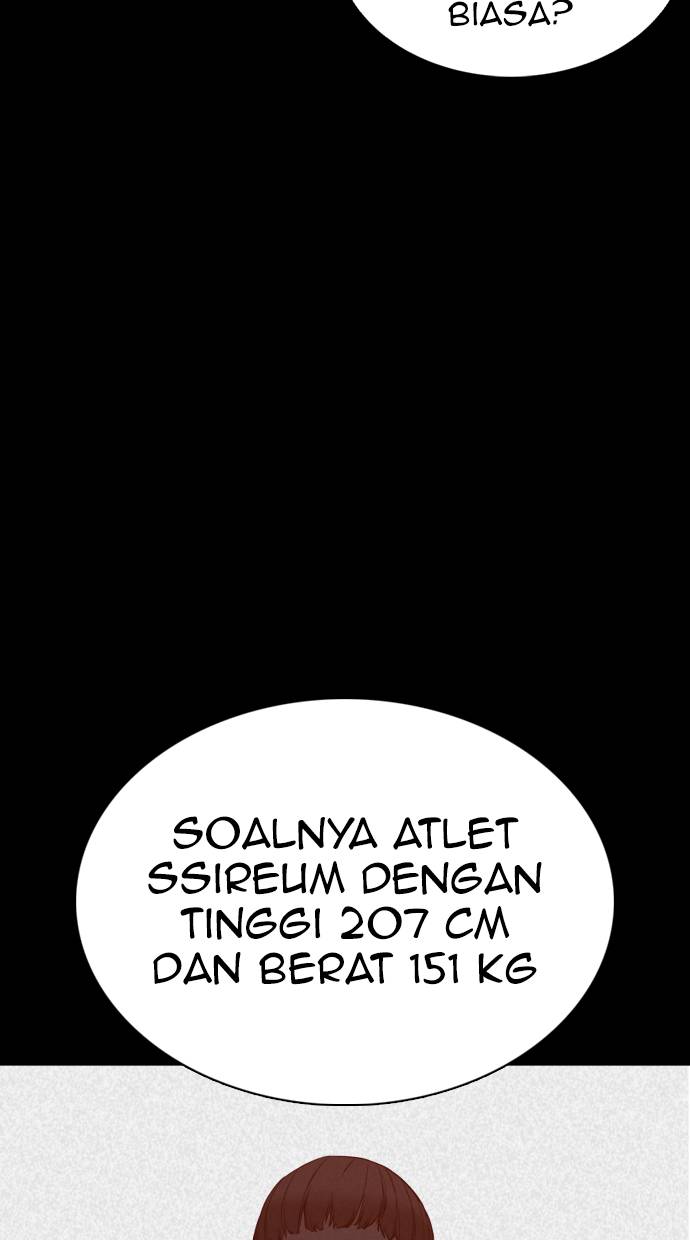 BIASA?
SOALNYA ATLET
SSIREUM DENGAN
TINGGI 207 CM
DAN BERAT 151 KG